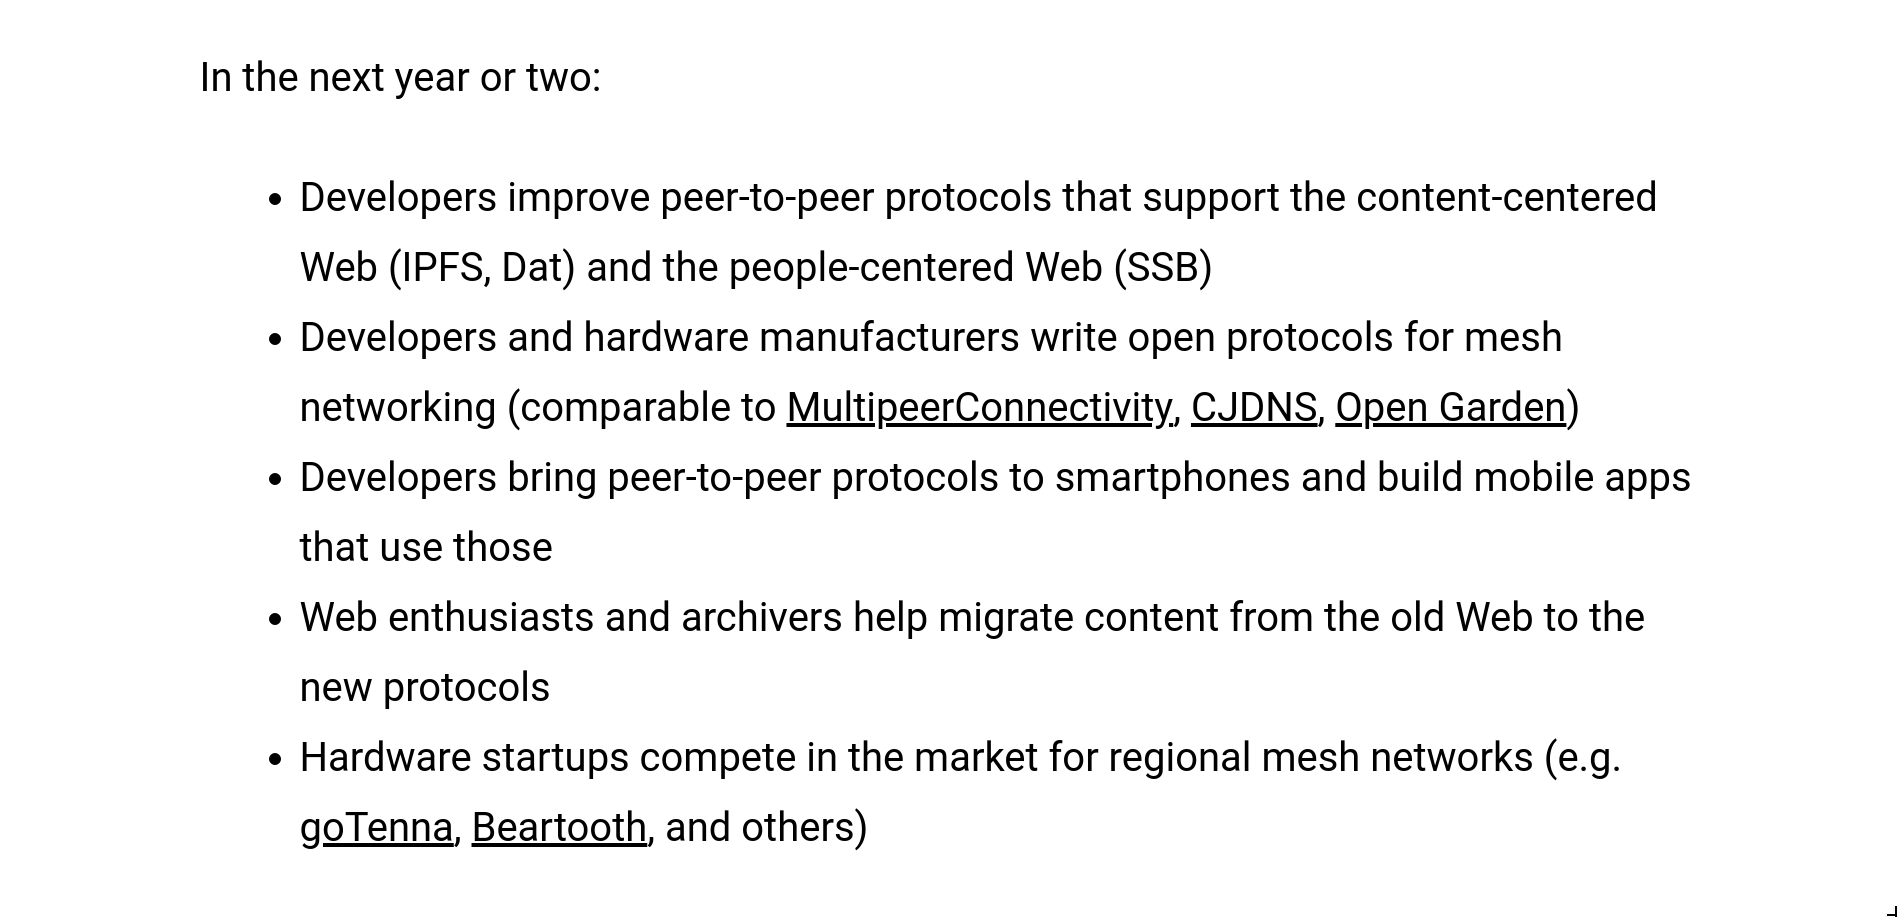 In the next year or two:
• Developers improve peer-to-peer protocols that support the content-centered
Web (IPFS, Dat) and the people-centered Web (SSB)
• Developers and hardware manufacturers write open protocols for mesh
networking (comparable to MultipeerConnectivity, CJDNS, Open Garden)
• Developers bring peer-to-peer protocols to smartphones and build mobile apps
that use those
• Web enthusiasts and archivers help migrate content from the old Web to the
new protocols
• Hardware startups compete in the market for regional mesh networks (e.g.
goTenna, Beartooth, and others)